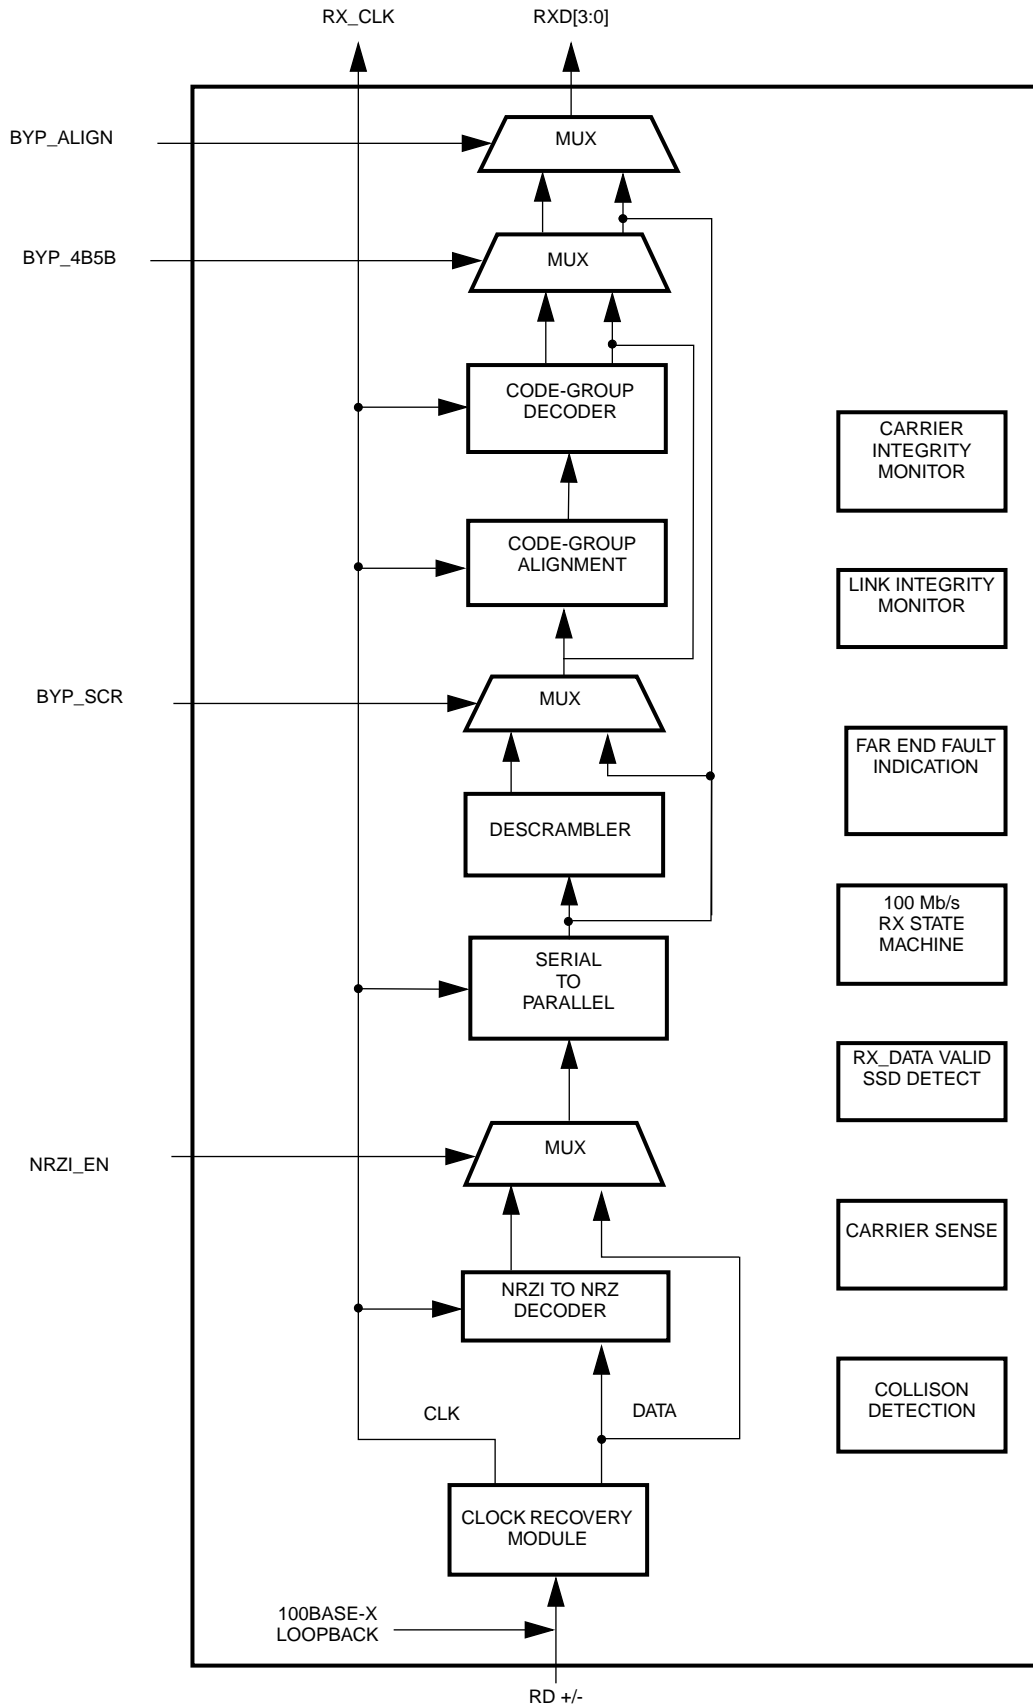 RX_CLK
RXD[3:0]
BYP_ALIGN
MUX
BYP_4B5B
MUX
CODE-GROUP
DECODER
CARRIER
INTEGRITY
MONITOR
CODE-GROUP
ALIGNMENT
LINK INTEGRITY
MONITOR
BYP_SCR
MUX
FAR END FAULT
INDICATION
DESCRAMBLER
100 Mb/s
RX STATE
MACHINE
SERIAL
TO
PARALLEL
RX_DATA VALID
SSD DETECT
NRZI_EN
MUX
CARRIER SENSE
NRZI TO NRZ
DECODER
COLLISON
DETECTION
CLK
DATA
CLOCK RECOVERY
MODULE
100BASE-X
LOOPBACK
RD +/-